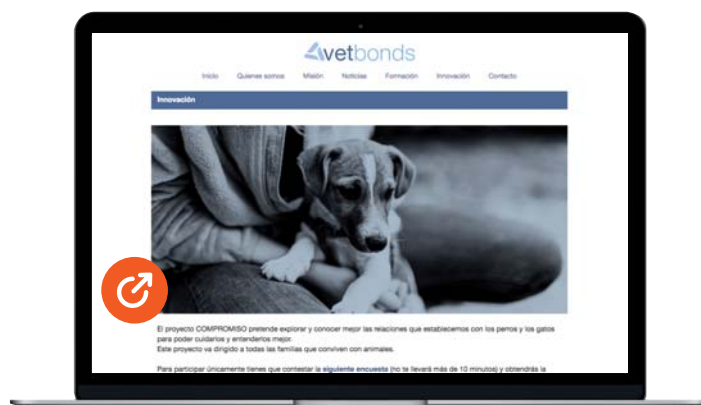 vetbonds
Inicio Quienes somos Misión Noticias Formación Innovación Contacto
Innovación
El proyecto COMPROMISO pretende explorar y conocer mejor las relaciones que establecemos con los perros y los gatos
para poder cuidarlos y entenderlos mejor.
Este proyecto va dirigido a todas las familias que conviven con animales.
Para participar únicamente tienes que contestar la siguiente encuesta (no te llevará más de 10 minutos) y obtendrás la